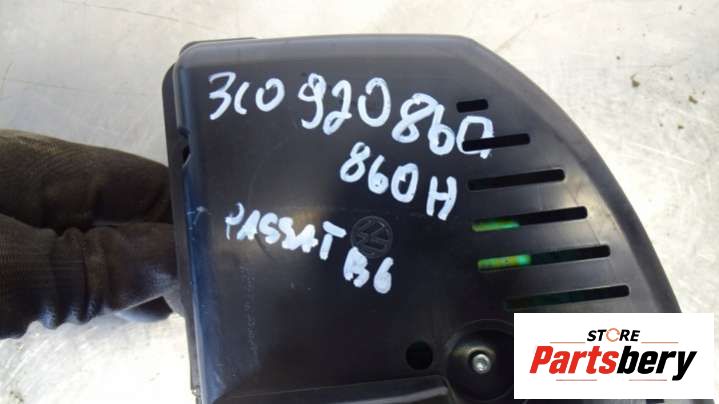 3C0920860
860H
PASSAT
B6
STORE
Partsbery